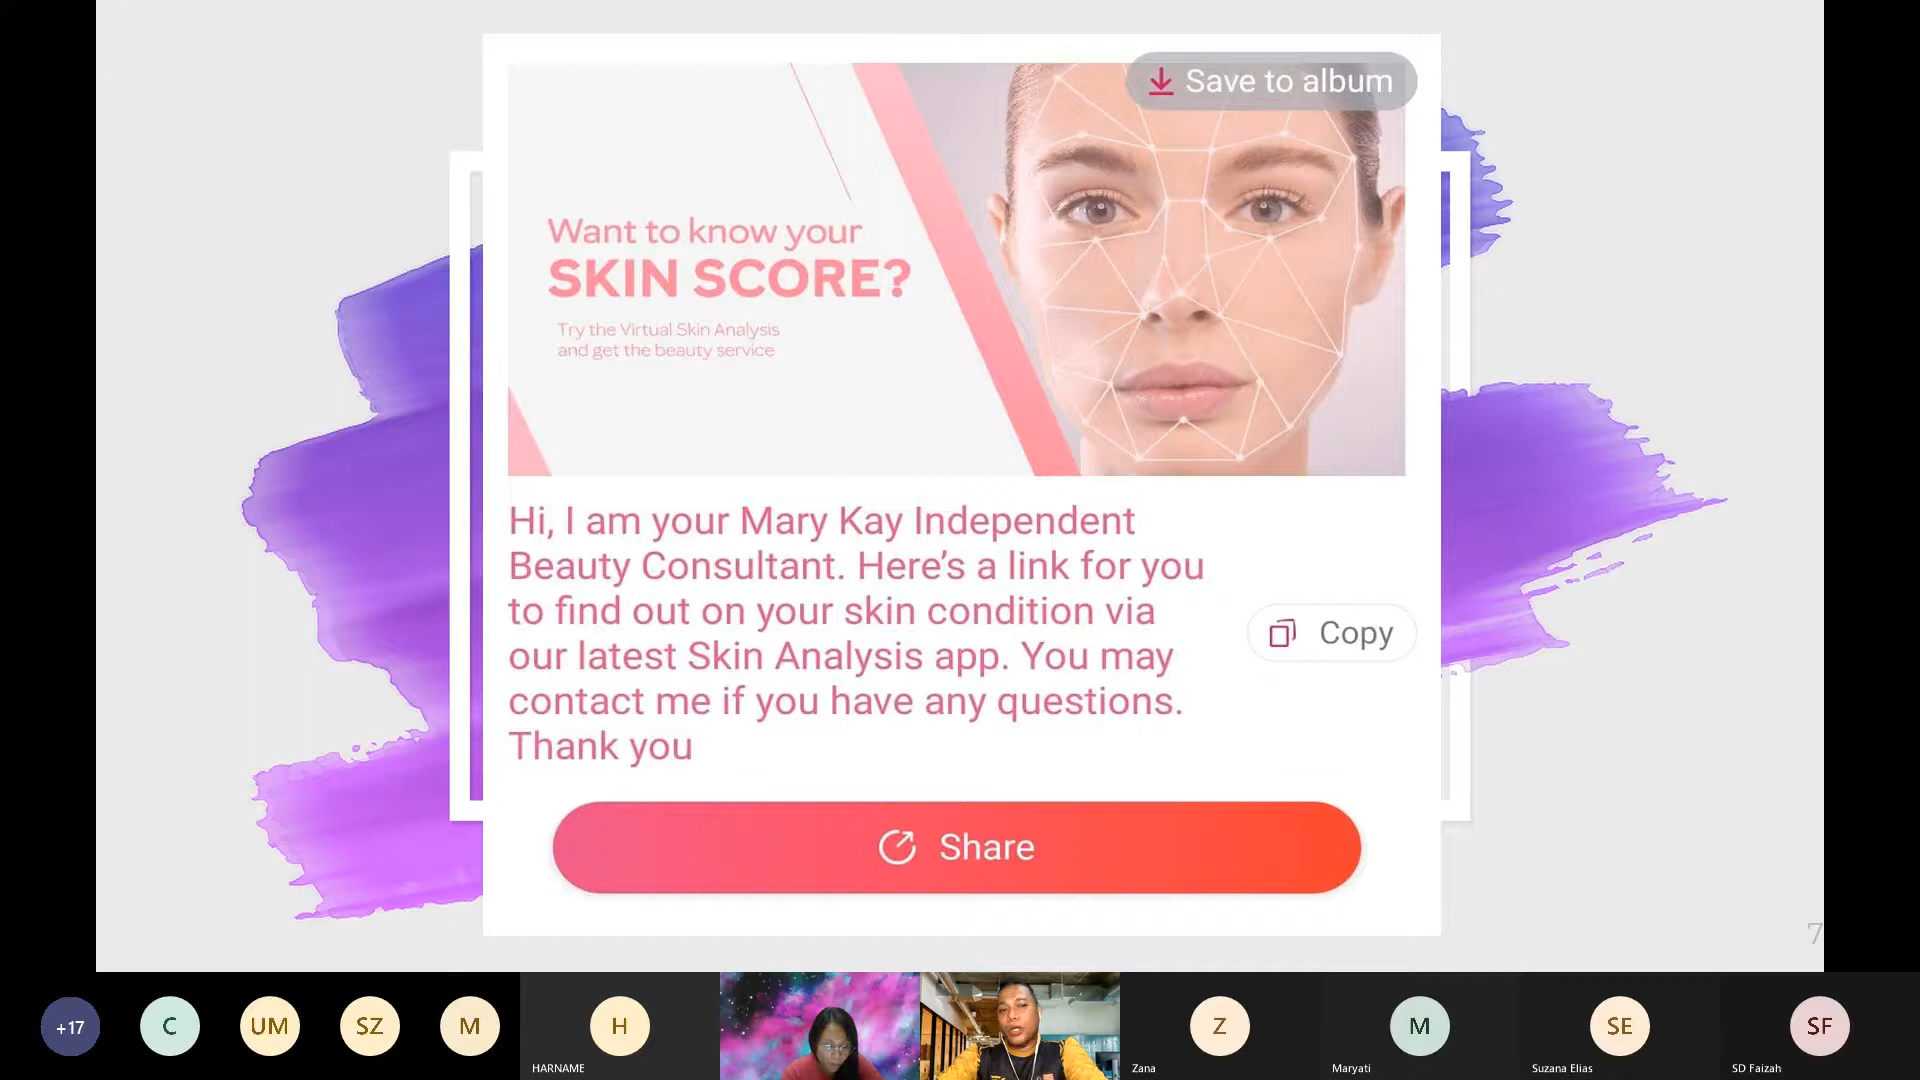 Save to album
Want to know your
SKIN SCORE?
Try the Virtual Skin Analysis
and get the beauty service
Hi, I am your Mary Kay Independent
Beauty Consultant. Here’s a link for you
to find out on your skin condition via
our latest Skin Analysis app. You may
contact me if you have any questions.
Thank you
Copy
Share
7
+17
C
UM
SZ
M
H
HARNAME
Z
Zana
M
Maryati
SE
Suzana Elias
SF
SD Faizah